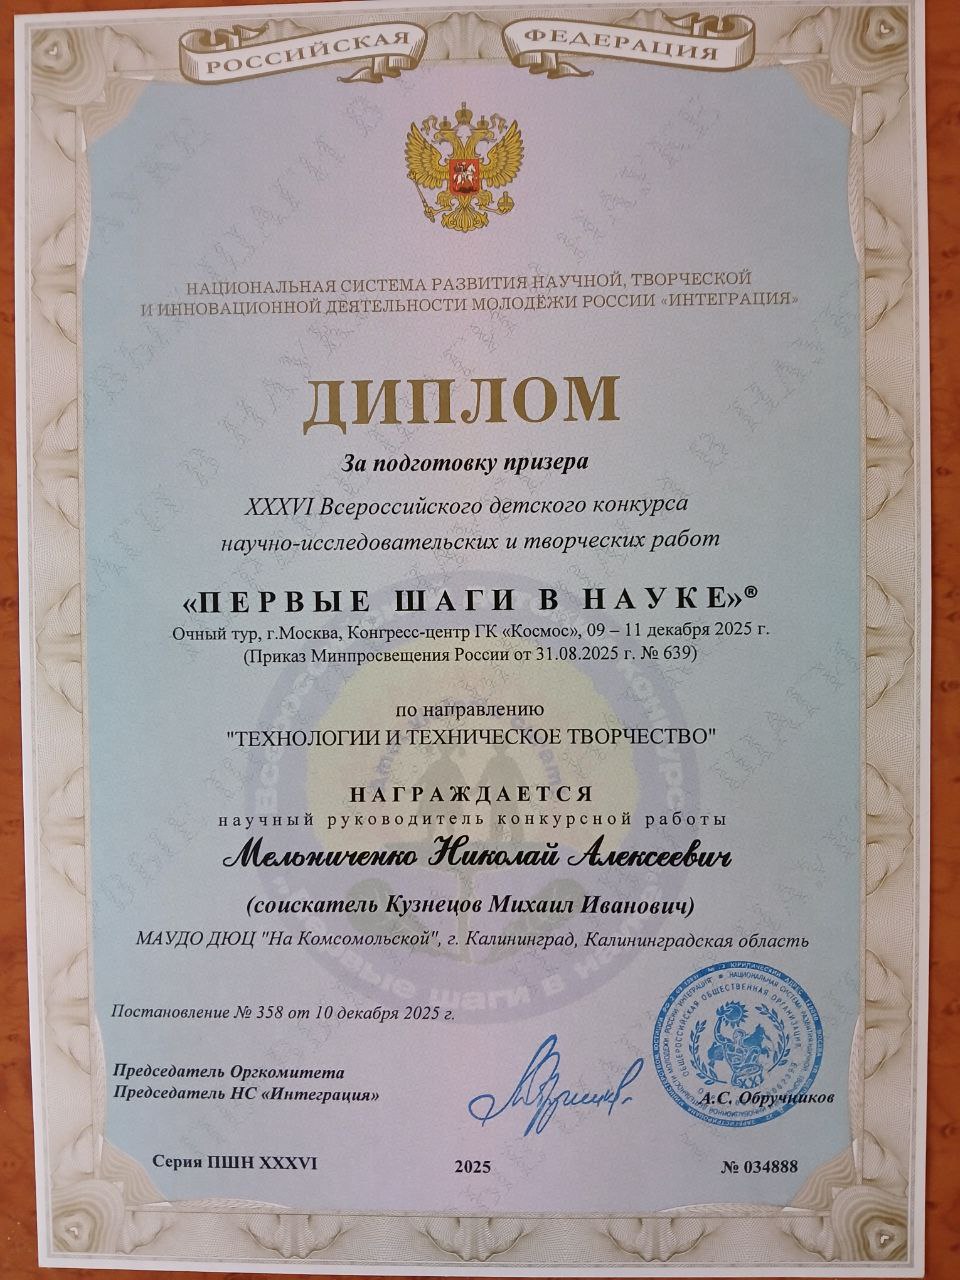 РОССИЙСКАЯ ФЕДЕРАЦИЯ
НАЦИОНАЛЬНАЯ СИСТЕМА РАЗВИТИЯ НАУЧНОЙ, ТВОРЧЕСКОЙ
И ИННОВАЦИОННОЙ ДЕЯТЕЛЬНОСТИ МОЛОДЁЖИ РОССИИ «ИНТЕГРАЦИЯ»
ДИПЛОМ
За подготовку призера
XXXVI Всероссийского детского конкурса
научно-исследовательских и творческих работ
«ПЕРВЫЕ ШАГИ В НАУКЕ»®
Очный тур, г.Москва, Конгресс-центр ГК «Космос», 09 – 11 декабря 2025 г.
(Приказ Минпросвещения России от 31.08.2025 г. № 639)
по направлению
"ТЕХНОЛОГИИ И ТЕХНИЧЕСКОЕ ТВОРЧЕСТВО"
НАГРАЖДАЕТСЯ
научный руководитель конкурсной работы
Мельниченко Николай Алексеевич
(соискатель Кузнецов Михаил Иванович)
МАУДО ДЮЦ "На Комсомольской", г. Калининград, Калининградская область
Постановление № 358 от 10 декабря 2025 г.
Председатель Оргкомитета
Председатель НС «Интеграция»
А.С. Обручников
ОБЩЕРОССИЙСКАЯ ОБЩЕСТВЕННАЯ ОРГАНИЗАЦИЯ
XXI
Серия ПШН XXXVI 2025 № 034888